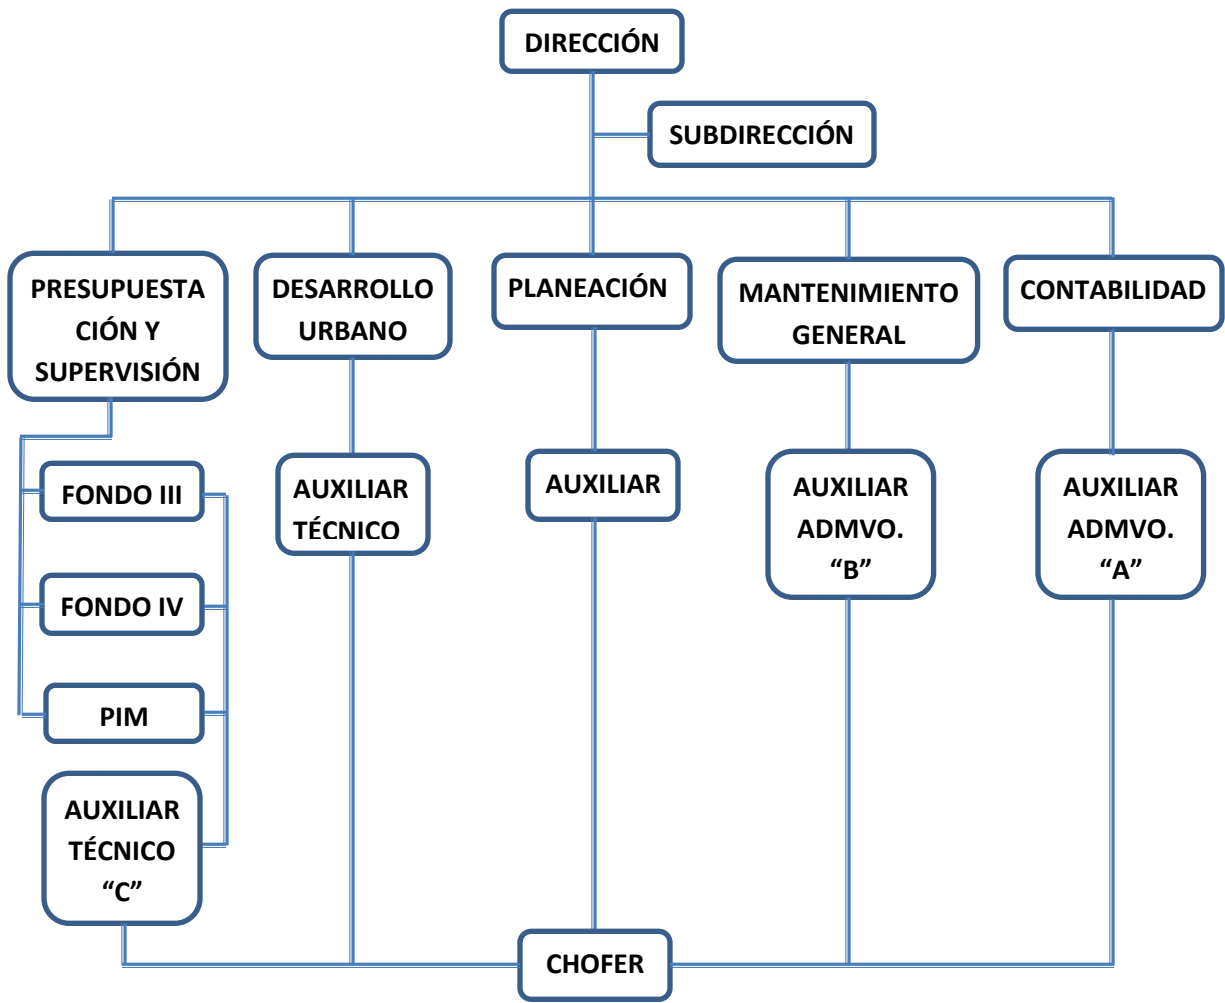 DIRECCIÓN
SUBDIRECCIÓN
PRESUPUESTA
CIÓN Y
SUPERVISIÓN
DESARROLLO
URBANO
PLANEACIÓN
MANTENIMIENTO
GENERAL
CONTABILIDAD
FONDO III
FONDO IV
PIM
AUXILIAR
TÉCNICO
“C”
AUXILIAR
TÉCNICO
AUXILIAR
AUXILIAR
ADMVO.
“B”
AUXILIAR
ADMVO.
“A”
CHOFER